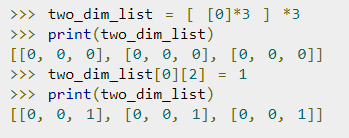 >>> two_dim_list = [ [0]*3 ] *3
>>> print(two_dim_list)
[[0, 0, 0], [0, 0, 0], [0, 0, 0]]
>>> two_dim_list[0][2] = 1
>>> print(two_dim_list)
[[0, 0, 1], [0, 0, 1], [0, 0, 1]]